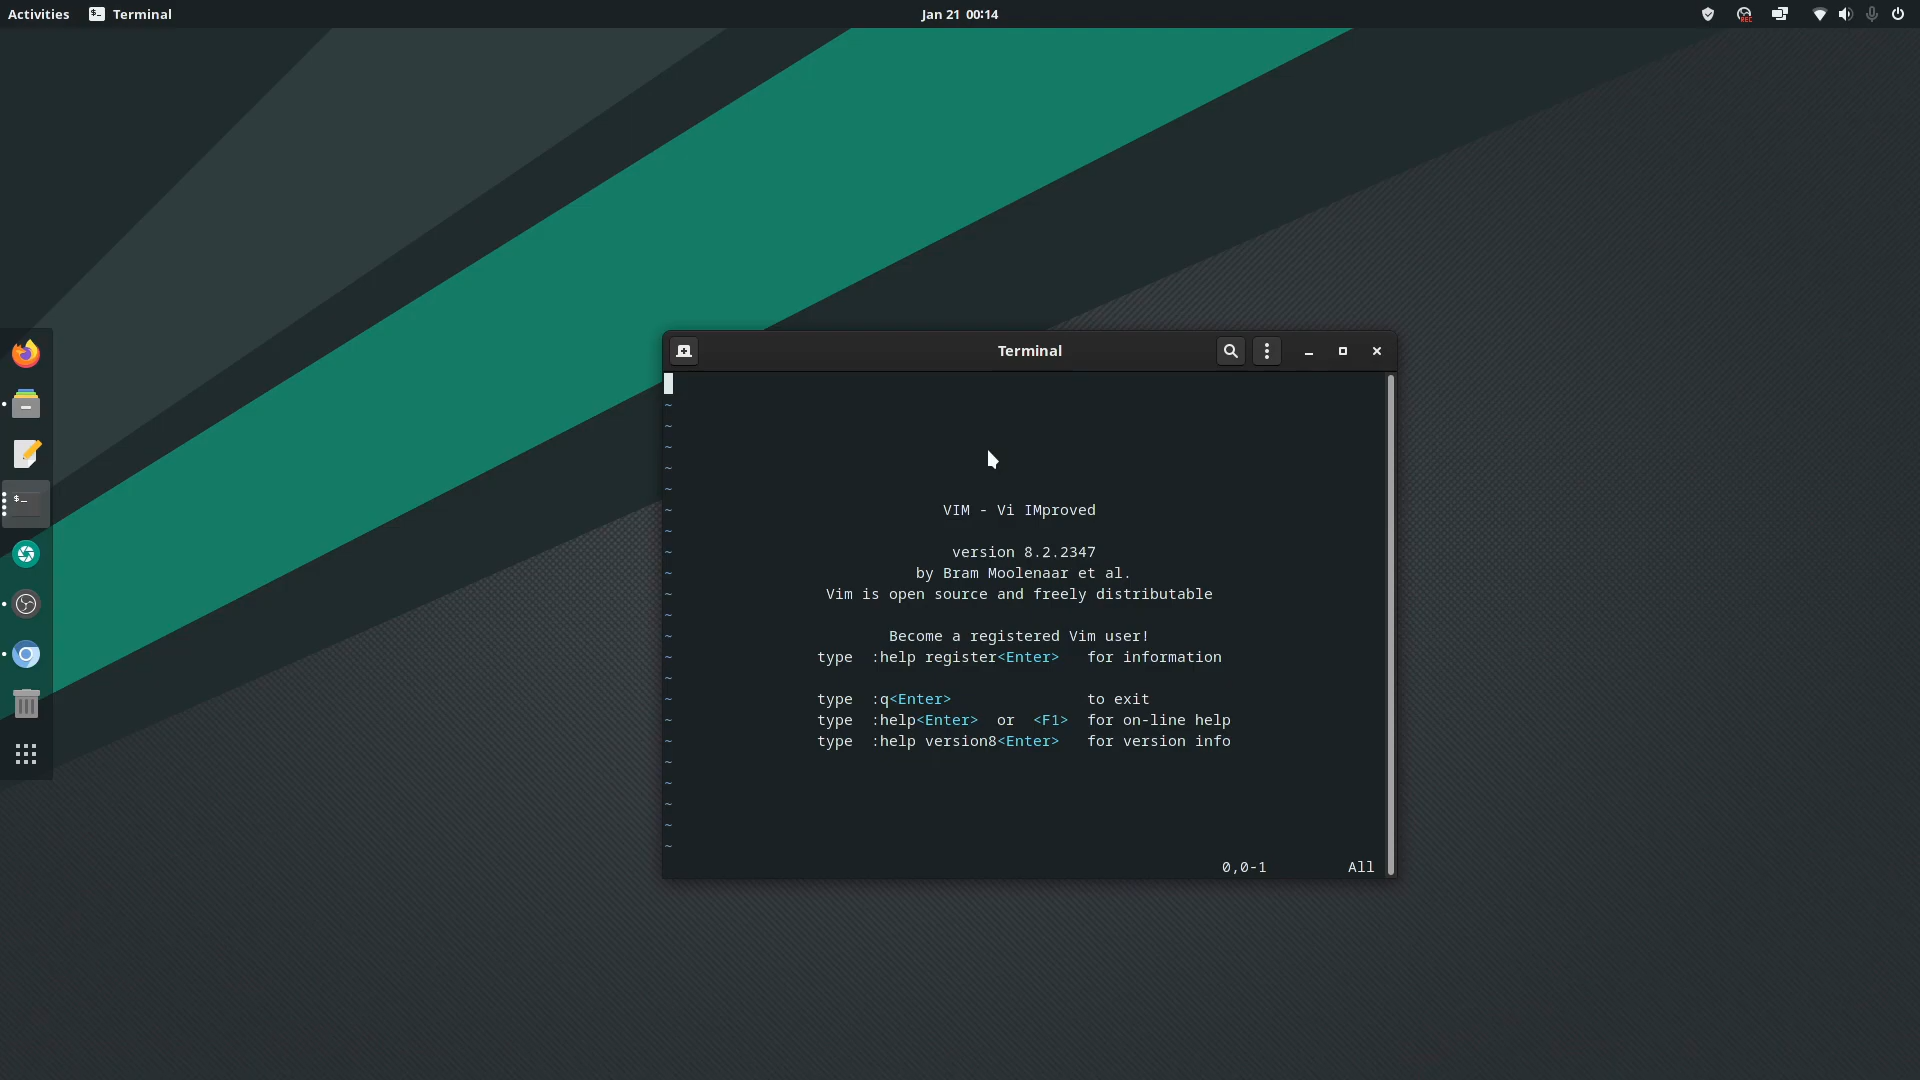 Activities Terminal Jan 21 00:14
REC
Terminal
$_
~
~
~
~
~
~ VIM - Vi IMproved
~
~ version 8.2.2347
~ by Bram Moolenaar et al.
~ Vim is open source and freely distributable
~
~ Become a registered Vim user!
~ type :help register<Enter> for information
~
~ type :q<Enter> to exit
~ type :help<Enter> or <F1> for on-line help
~ type :help version8<Enter> for version info
~
~
~
~
~
0,0-1 All